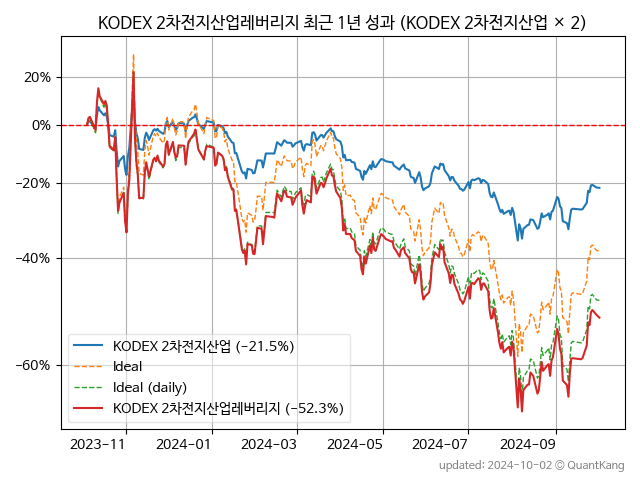 KODEX 2차전지산업레버리지 최근 1년 성과 (KODEX 2차전지산업 × 2)
20%
0%
−20%
−40%
−60%
KODEX 2차전지산업 (−21.5%)
Ideal
Ideal (daily)
KODEX 2차전지산업레버리지 (−52.3%)
2023−11 2024−01 2024−03 2024−05 2024−07 2024−09
updated: 2024-10-02 © QuantKang